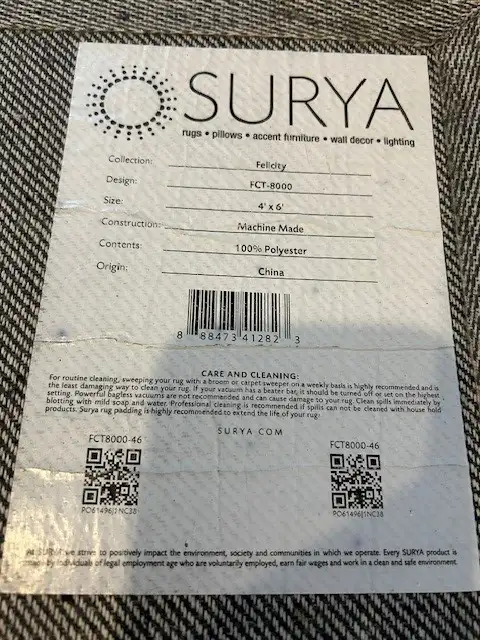 SURYA
rugs • pillows • accent furniture • wall decor • lighting
Collection: Felicity
Design: FCT-8000
Size: 4' x 6'
Construction: Machine Made
Contents: 100% Polyester
Origin: China
8 88473 41282 3
CARE AND CLEANING:
For routine cleaning, sweeping your rug with a broom or carpet sweeper on a weekly basis is highly recommended and is
the least damaging way to clean your rug. If your vacuum has a beater bar, it should be turned off or set on the highest
setting. Powerful bagless vacuums are not recommended and can cause damage to your rug. Clean spills immediately by
blotting with mild soap and water. Professional cleaning is recommended if spills can not be cleaned with house hold
products. Surya rug padding is highly recommended to extend the life of your rug.
SURYA.COM
FCT8000-46 FCT8000-46
PO61496|1NC38 PO61496|1NC38
At SURYA we strive to positively impact the environment, society and communities in which we operate. Every SURYA product is
made by individuals of legal employment age who are voluntarily employed, earn fair wages and work in a clean and safe environment.